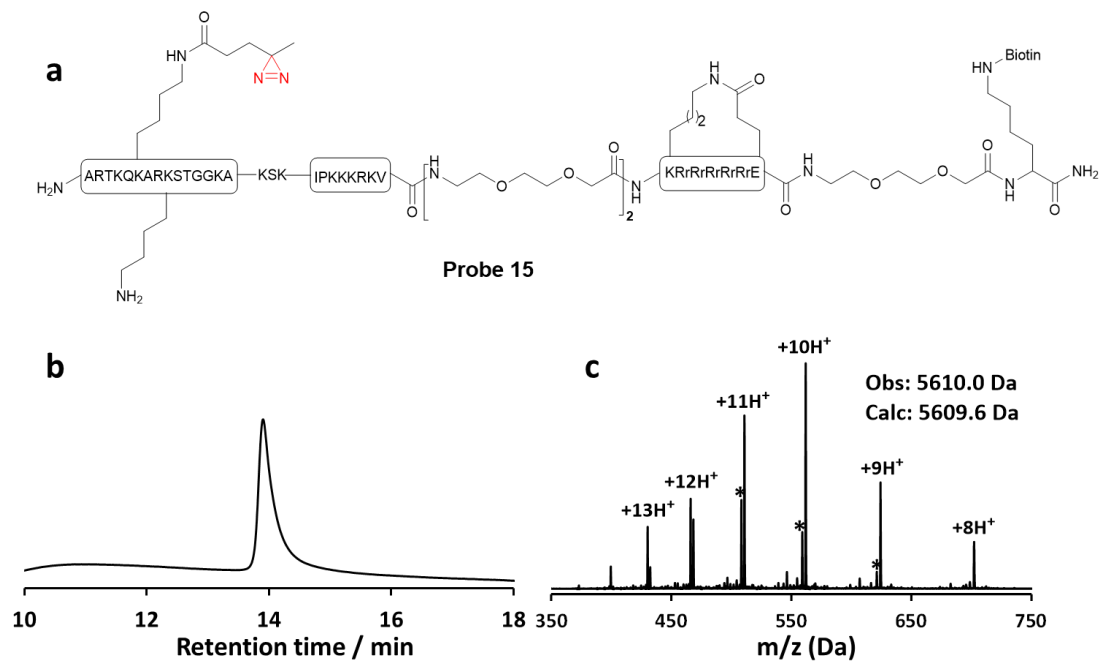 a
O
HN
N=N
H₂N
ARTKQKARKSTGGKA
KSK
IPKKKRKV
O
H
N
O
O
O
2
N
H
HN
O
2
KRrRrRrRrRrE
O
H
N
O
O
O
N
H
HN
Biotin
O
NH₂
NH₂
Probe 15
b
10 12 14 16 18
Retention time / min
c
+10H⁺
Obs: 5610.0 Da
Calc: 5609.6 Da
+11H⁺
+9H⁺
+12H⁺
+13H⁺
+8H⁺
*
*
*
350 450 550 650 750
m/z (Da)